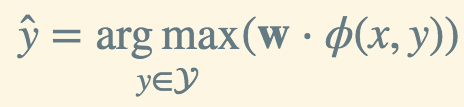 ŷ = arg max(w · ϕ(x, y))
y∈𝒴